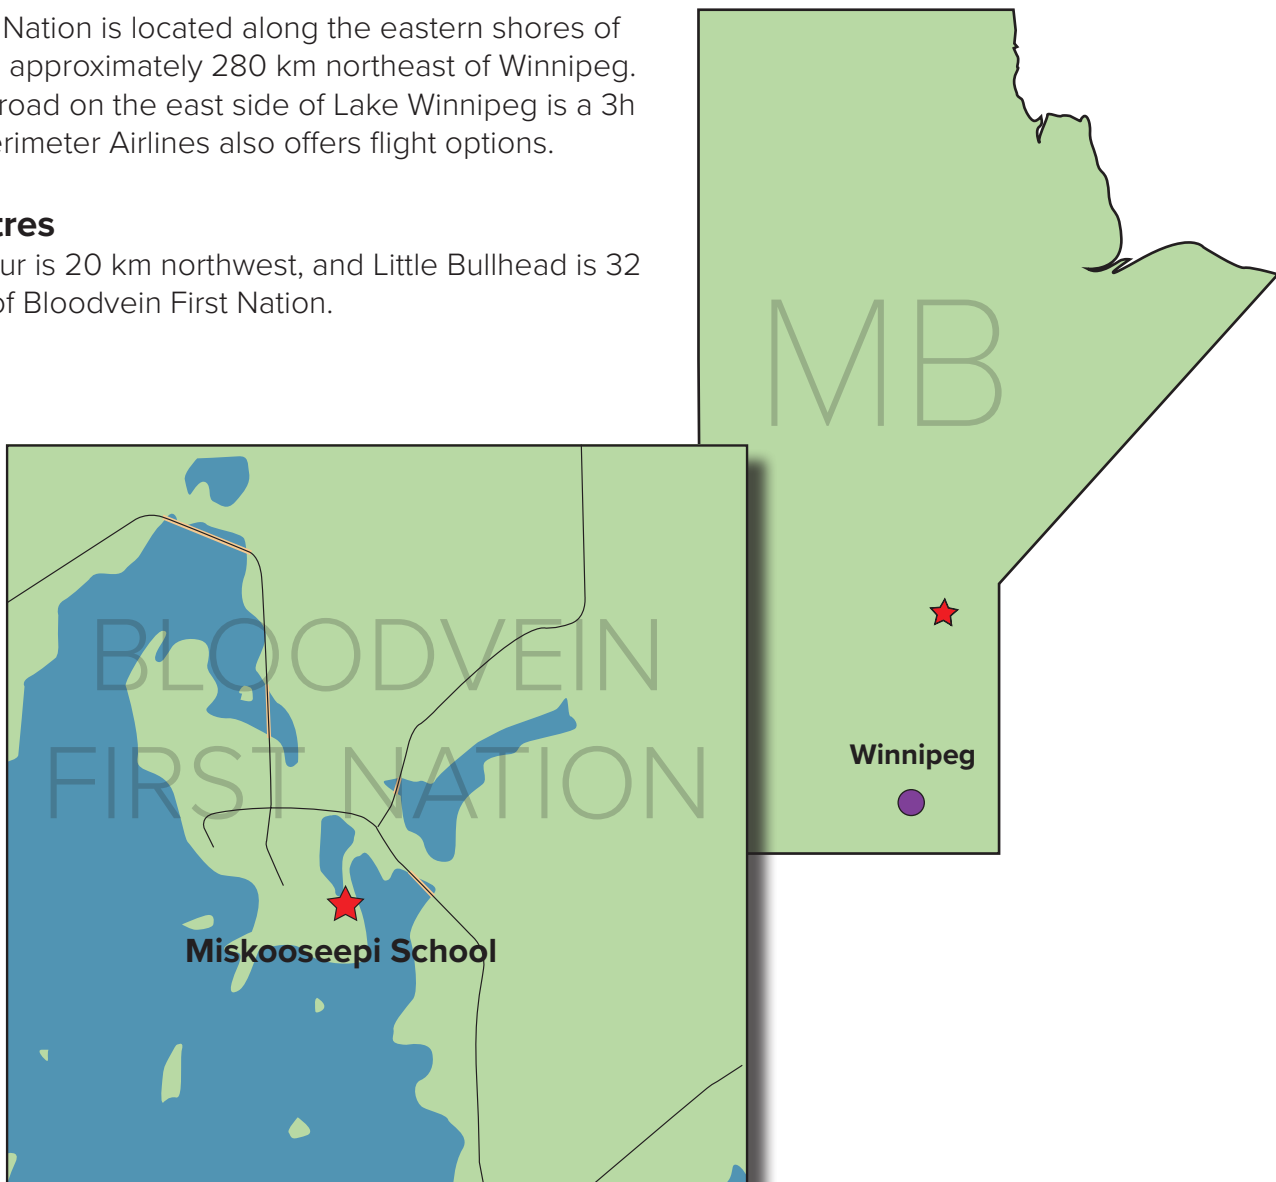 Nation is located along the eastern shores of
approximately 280 km northeast of Winnipeg.
road on the east side of Lake Winnipeg is a 3h
erimeter Airlines also offers flight options.
tres
ur is 20 km northwest, and Little Bullhead is 32
of Bloodvein First Nation.
MB
Winnipeg
BLOODVEIN
FIRST NATION
Miskooseepi School